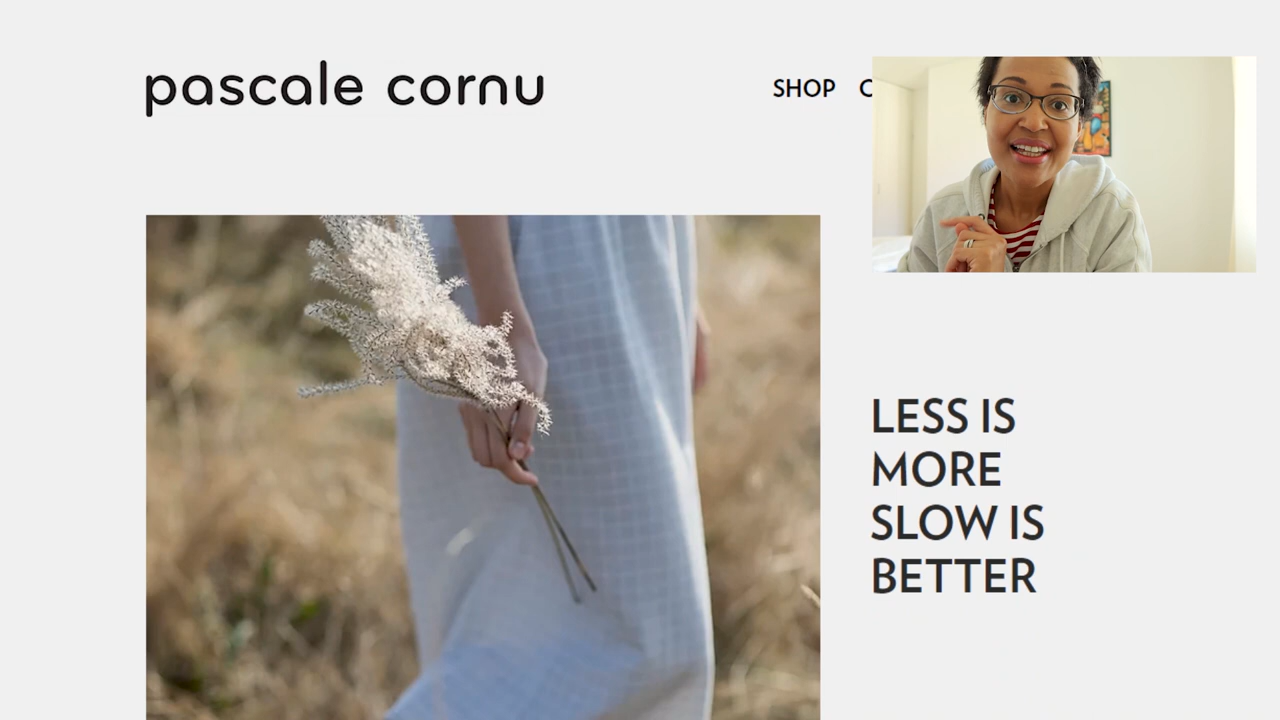 pascale cornu
SHOP
LESS IS
MORE
SLOW IS
BETTER